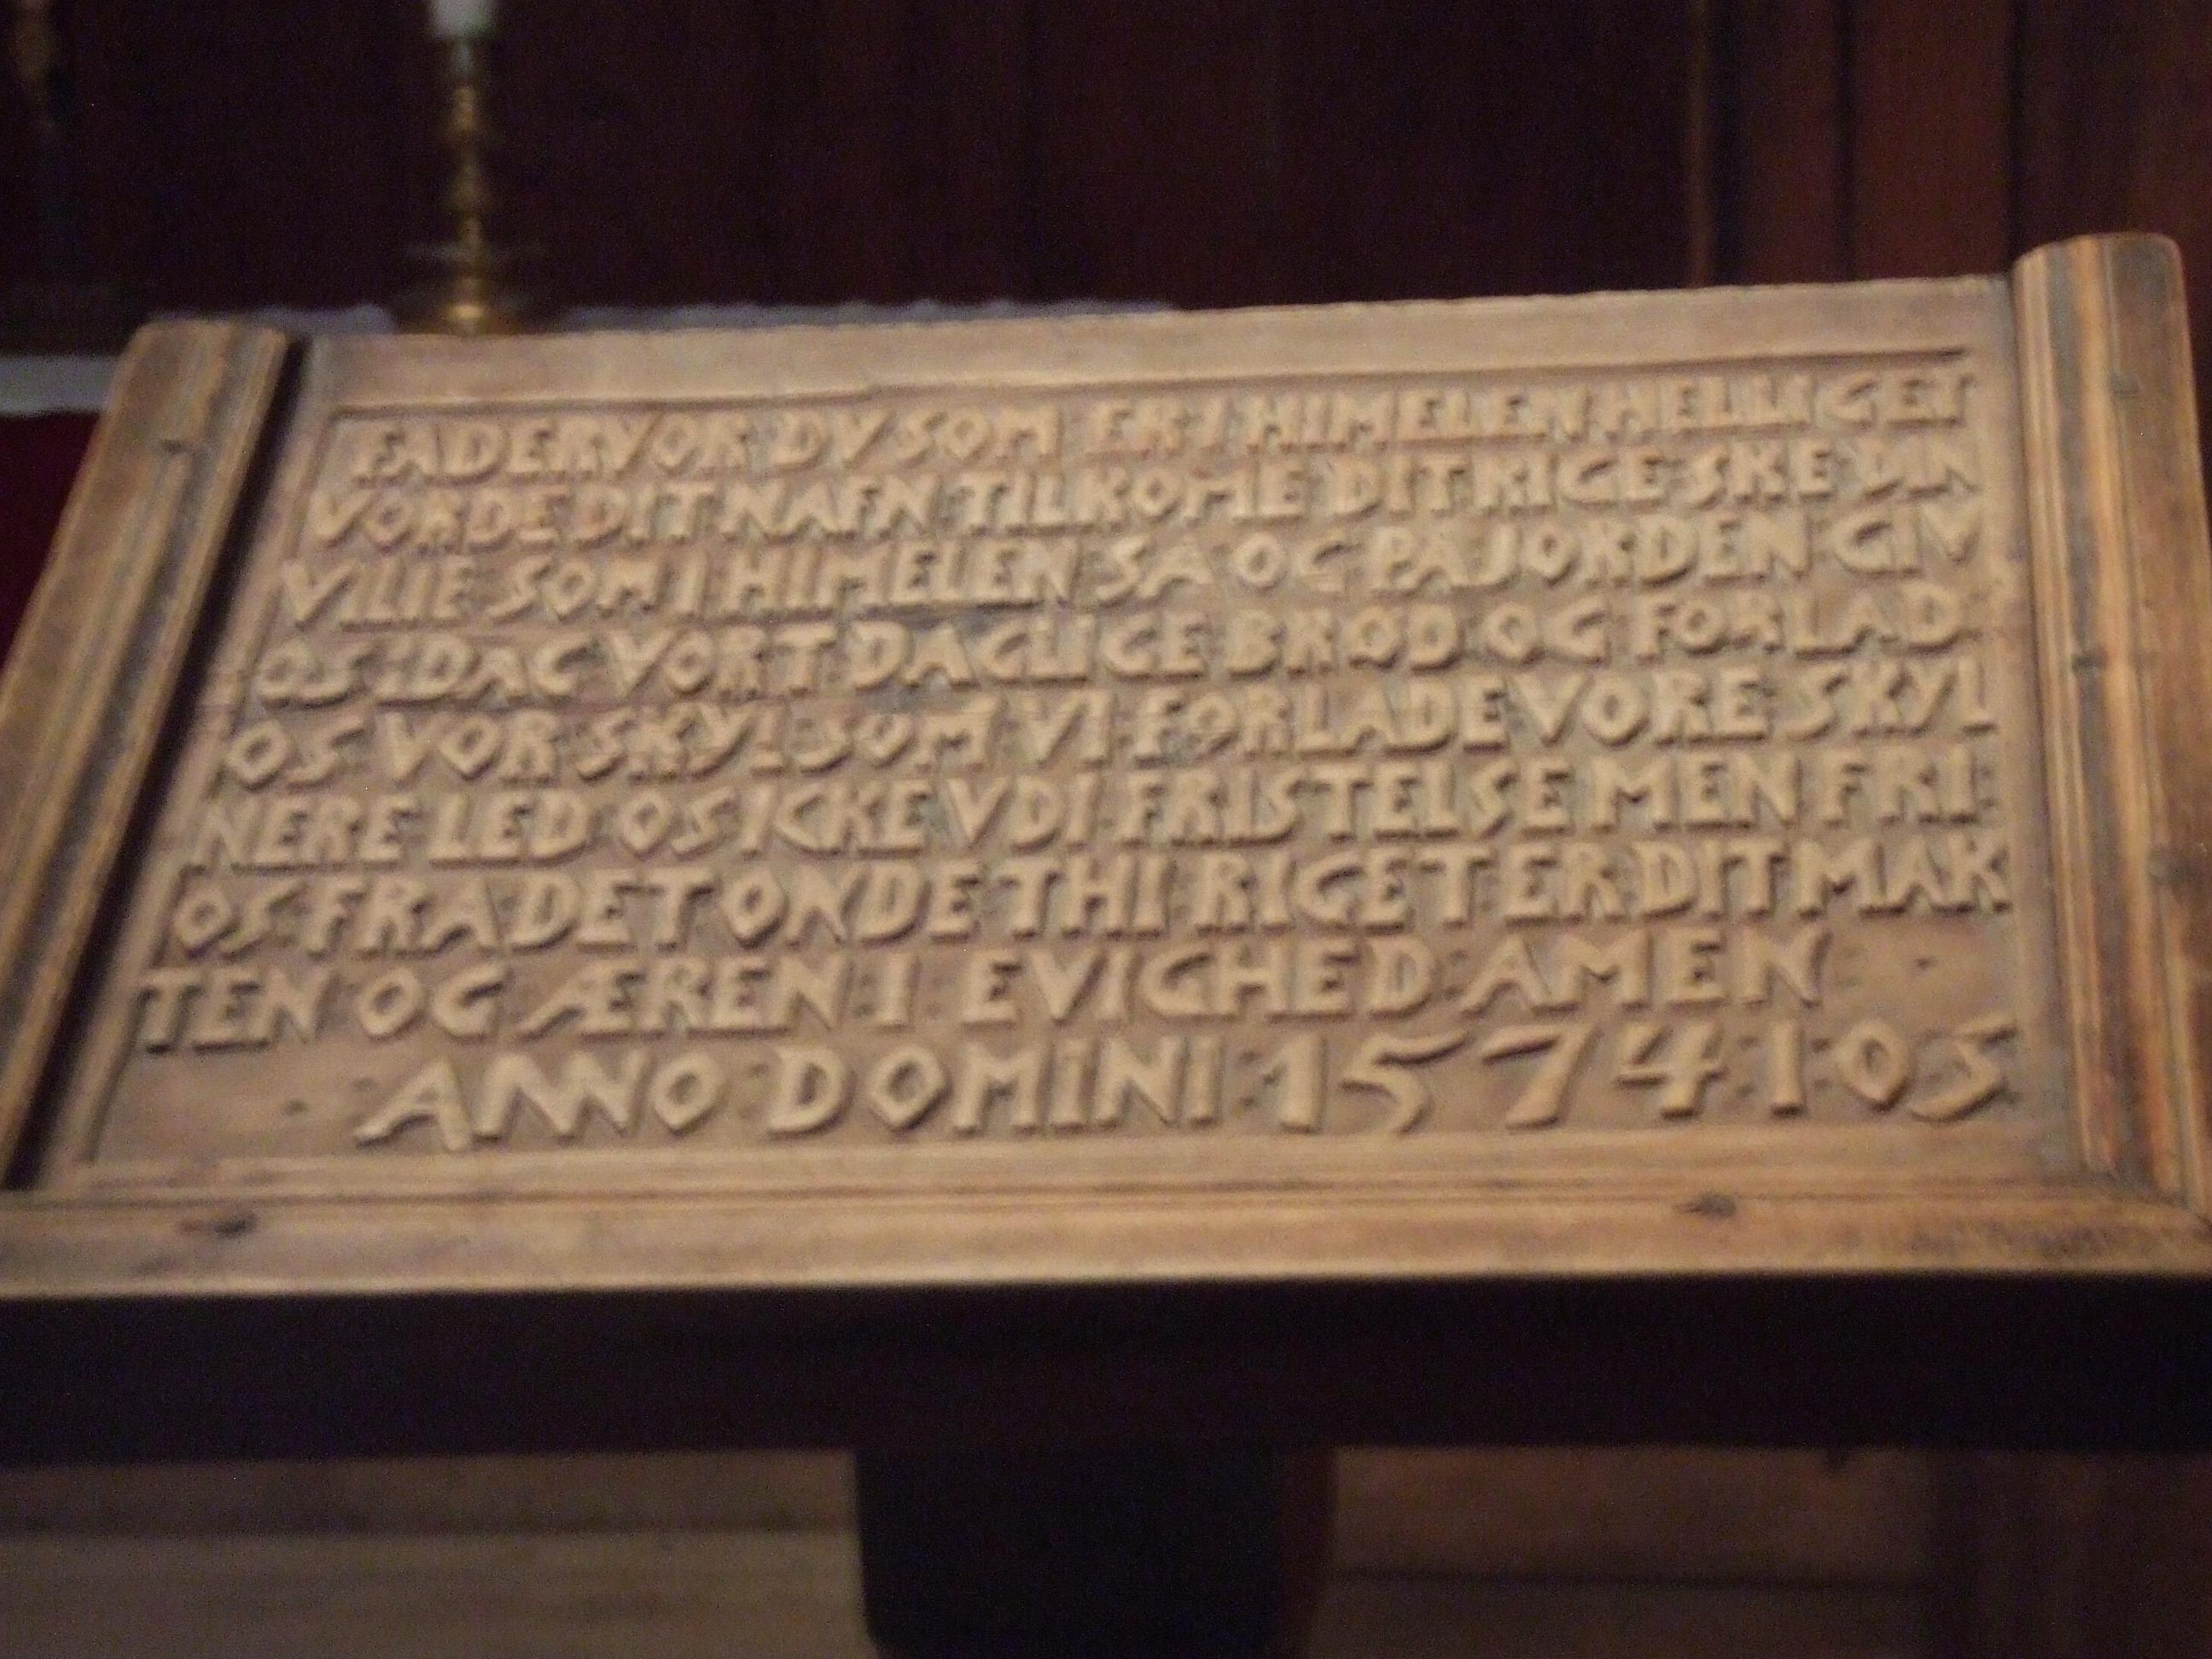 FADER VOR DV SOM ER I HIMELEN HELLIGET
VORDE DIT NAFN TILKOME DIT RIGE SKE DIN
VILIE SOM I HIMELEN SA OG PA JORDEN GIV
OS I DAG VORT DAGLIGE BRØD OG FORLAD
OS VOR SKYL SOM VI FORLADE VORE SKYL
NERE LED OS ICKE VDI FRISTELSE MEN FRI
OS FRA DET ONDE THI RIGET ER DIT MAK
TEN OG ÆREN I EVIGHED AMEN
ANNO DOMINI 1574 I O S